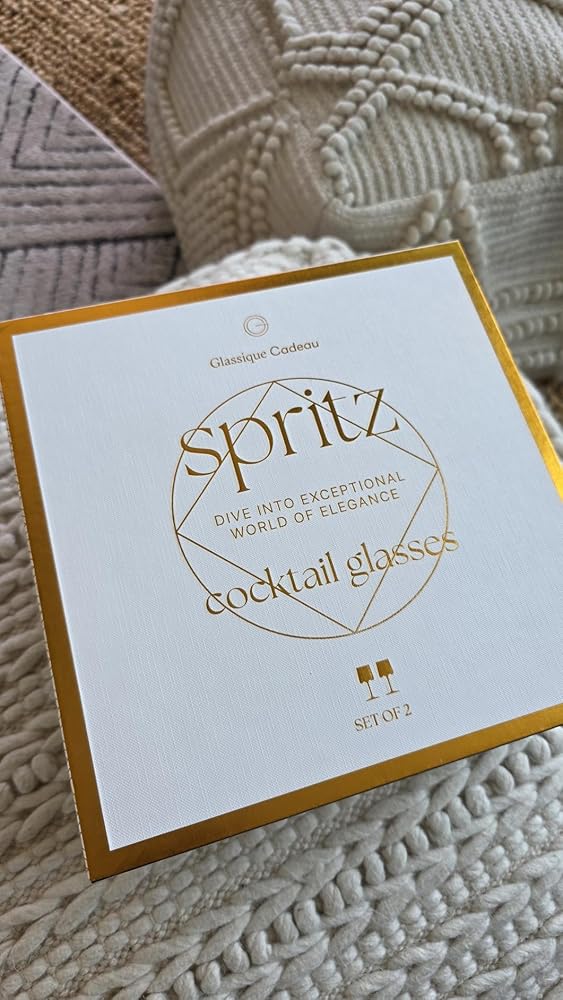 Glassique Cadeau
spritz
DIVE INTO EXCEPTIONAL
WORLD OF ELEGANCE
cocktail glasses
SET OF 2